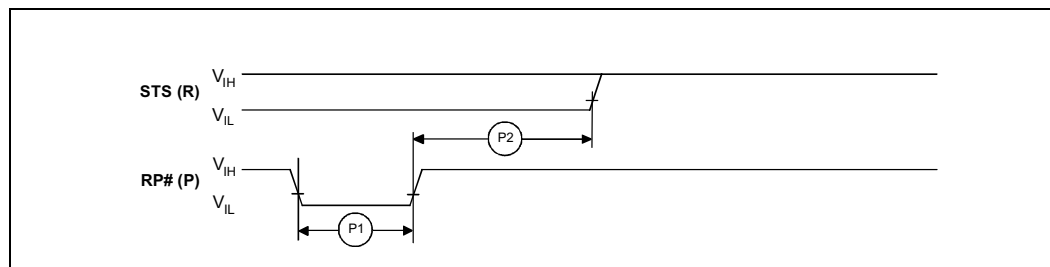 V_IH
STS (R)
V_IL
P2
V_IH
RP# (P)
V_IL
P1